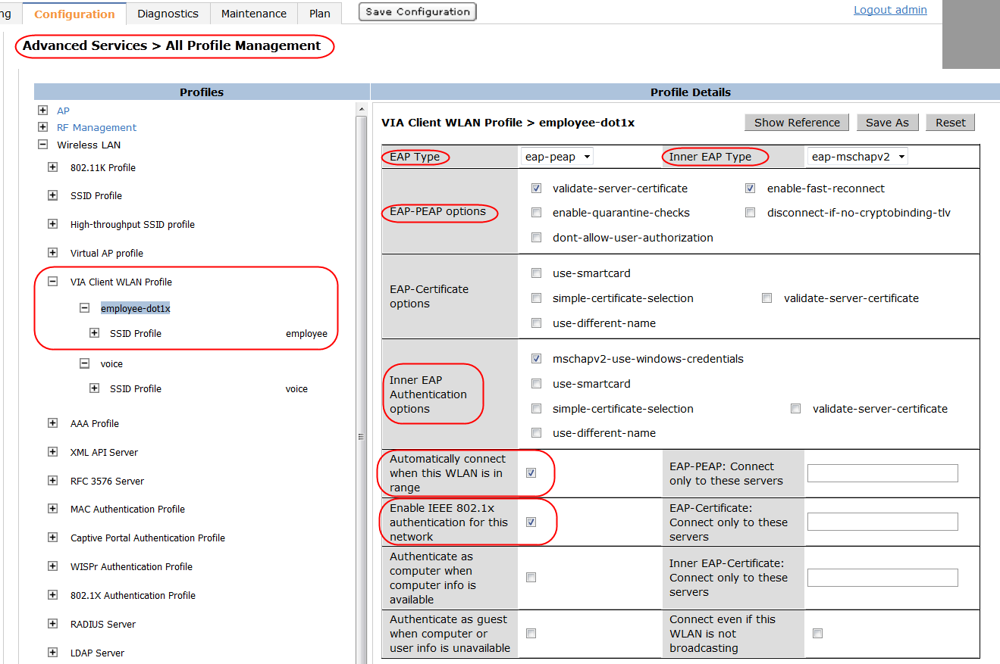 ng Configuration Diagnostics Maintenance Plan Save Configuration Logout admin
Advanced Services > All Profile Management
Profiles
AP
RF Management
Wireless LAN
802.11K Profile
SSID Profile
High-throughput SSID profile
Virtual AP profile
VIA Client WLAN Profile
employee-dot1x
SSID Profile employee
voice
SSID Profile voice
AAA Profile
XML API Server
RFC 3576 Server
MAC Authentication Profile
Captive Portal Authentication Profile
WISPr Authentication Profile
802.1X Authentication Profile
RADIUS Server
LDAP Server
Profile Details
VIA Client WLAN Profile > employee-dot1x Show Reference Save As Reset
EAP Type eap-peap Inner EAP Type eap-mschapv2
EAP-PEAP options
validate-server-certificate enable-fast-reconnect
enable-quarantine-checks disconnect-if-no-cryptobinding-tlv
dont-allow-user-authorization
EAP-Certificate
options
use-smartcard
simple-certificate-selection validate-server-certificate
use-different-name
Inner EAP
Authentication
options
mschapv2-use-windows-credentials
use-smartcard
simple-certificate-selection validate-server-certificate
use-different-name
Automatically connect
when this WLAN is in
range
EAP-PEAP: Connect
only to these servers
Enable IEEE 802.1x
authentication for this
network
EAP-Certificate:
Connect only to these
servers
Authenticate as
computer when
computer info is
available
Inner EAP-Certificate:
Connect only to these
servers
Authenticate as guest
when computer or
user info is unavailable
Connect even if this
WLAN is not
broadcasting